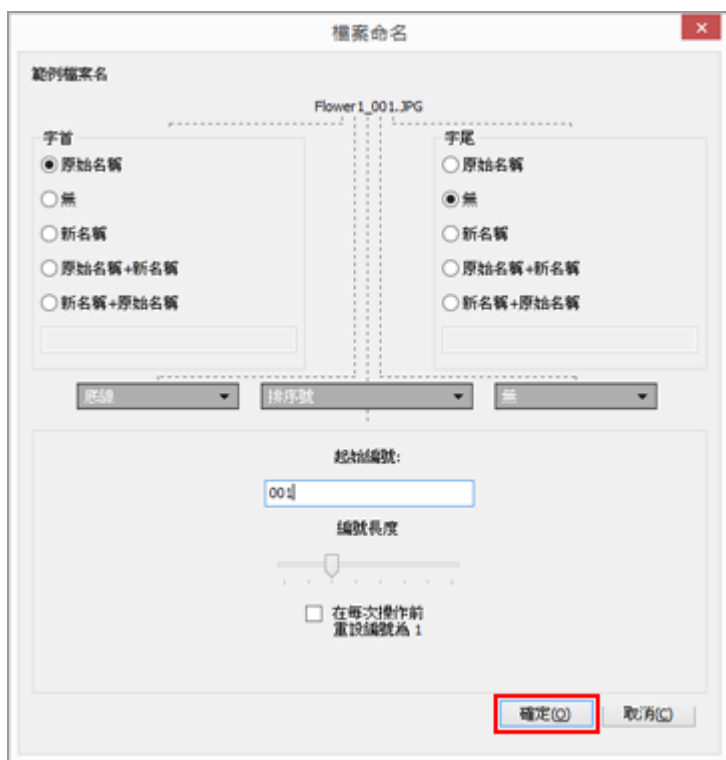 檔案命名
範例檔案名
Flower1_001.JPG
字首
原始名稱
無
新名稱
原始名稱+新名稱
新名稱+原始名稱
字尾
原始名稱
無
新名稱
原始名稱+新名稱
新名稱+原始名稱
底線
排序號
無
起始編號:
001
編號長度
在每次操作前
重設編號為 1
確定(O)
取消(C)